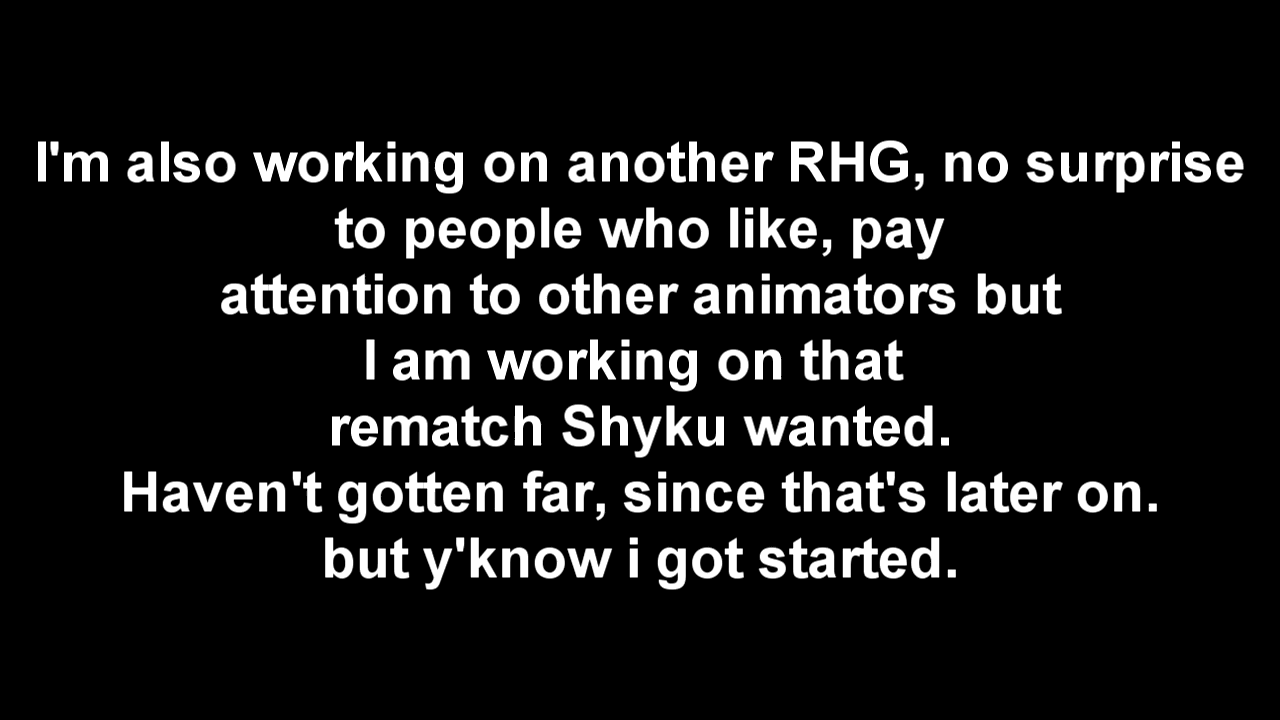 I'm also working on another RHG, no surprise
to people who like, pay
attention to other animators but
I am working on that
rematch Shyku wanted.
Haven't gotten far, since that's later on.
but y'know i got started.